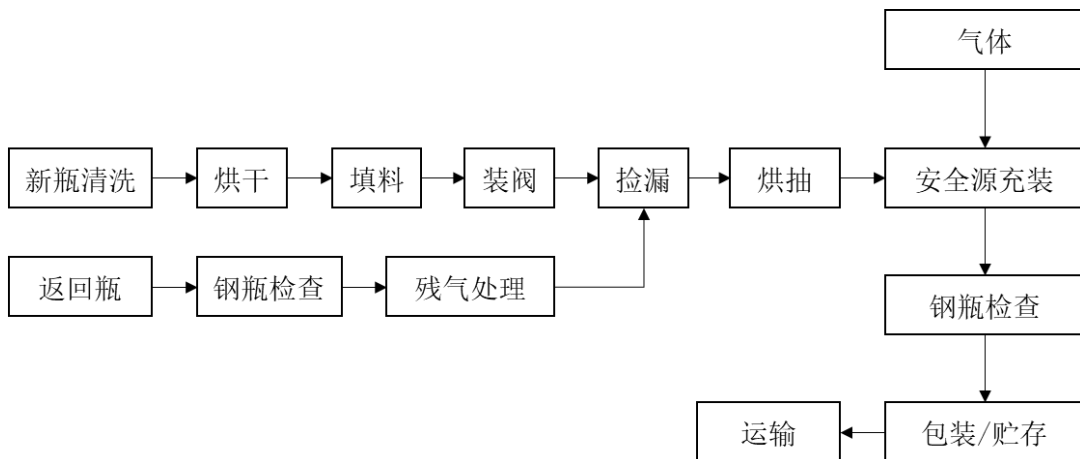 气体
新瓶清洗
烘干
填料
装阀
捡漏
烘抽
安全源充装
返回瓶
钢瓶检查
残气处理
钢瓶检查
运输
包装/贮存